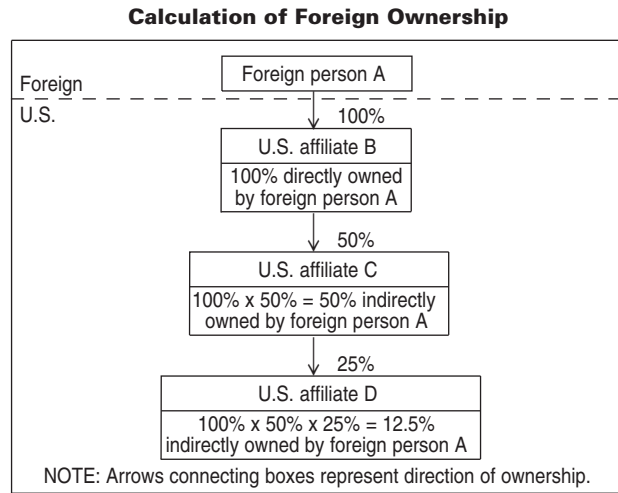 Calculation of Foreign Ownership
Foreign person A
Foreign
U.S.
100%
U.S. affiliate B
100% directly owned
by foreign person A
50%
U.S. affiliate C
100% x 50% = 50% indirectly
owned by foreign person A
25%
U.S. affiliate D
100% x 50% x 25% = 12.5%
indirectly owned by foreign person A
NOTE: Arrows connecting boxes represent direction of ownership.